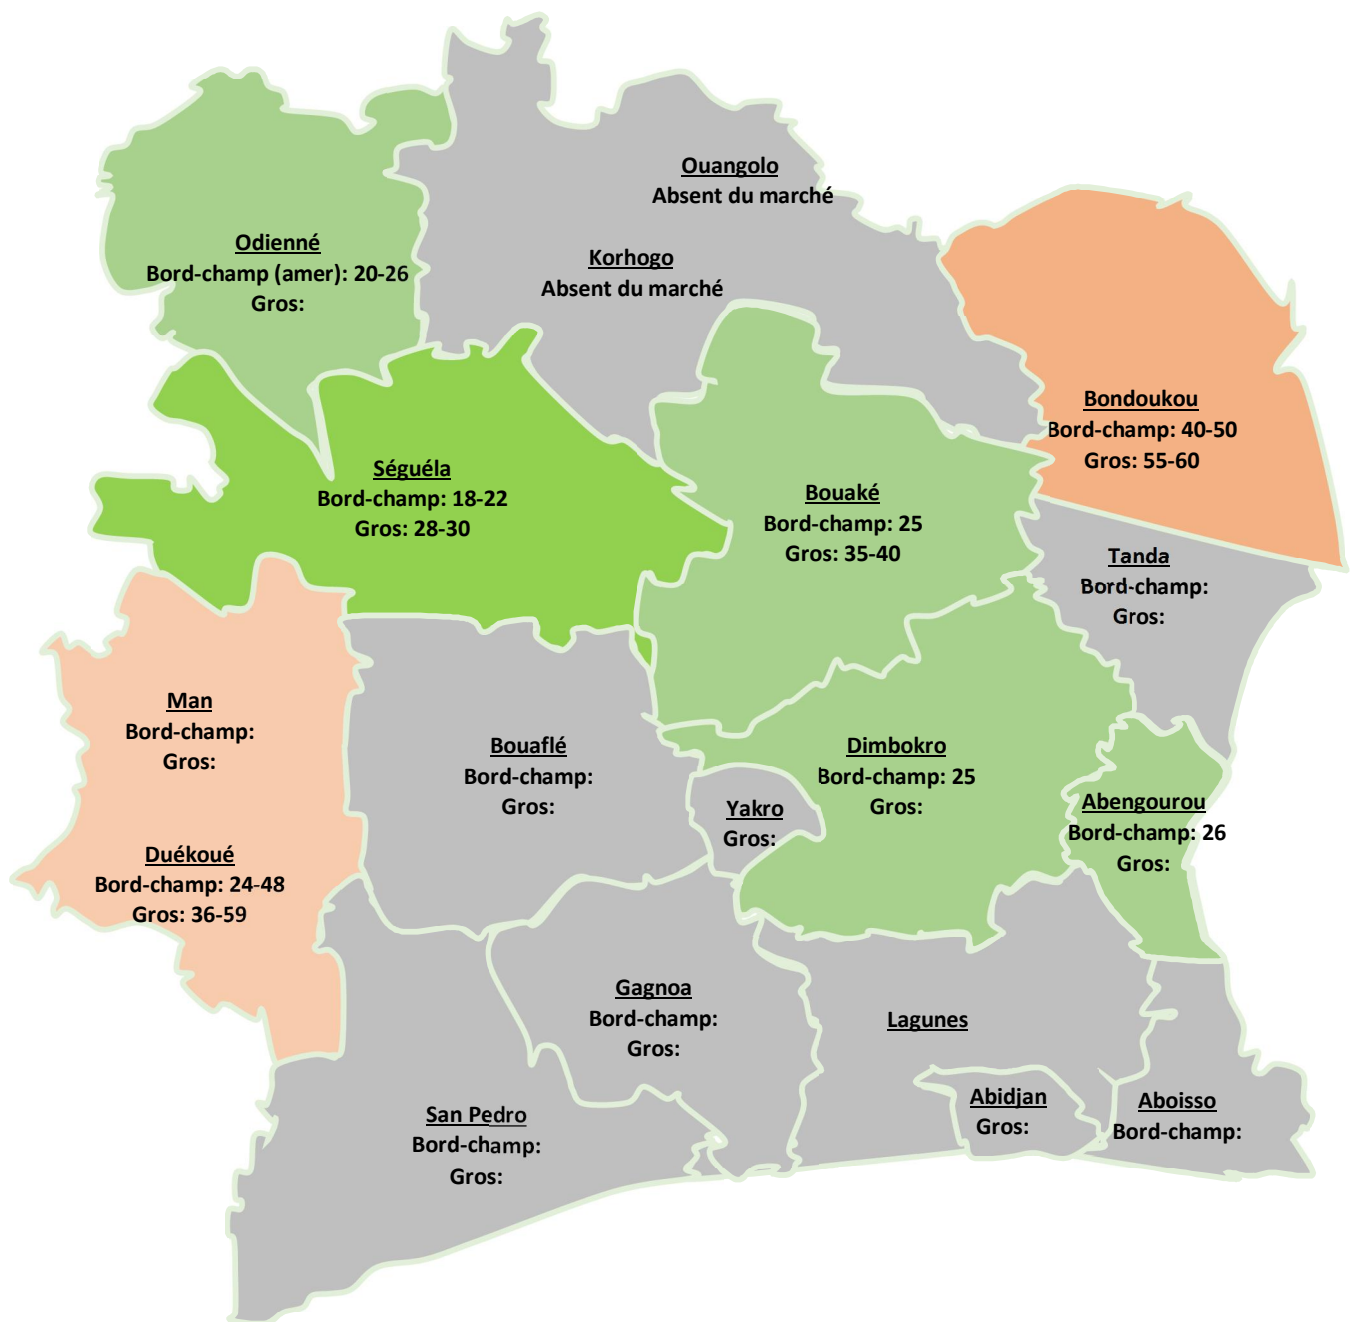 Ouangolo
Absent du marché
Odienné
Bord-champ (amer): 20-26
Gros:
Korhogo
Absent du marché
Bondoukou
Bord-champ: 40-50
Gros: 55-60
Séguéla
Bord-champ: 18-22
Gros: 28-30
Bouaké
Bord-champ: 25
Gros: 35-40
Tanda
Bord-champ:
Gros:
Man
Bord-champ:
Gros:
Bouaflé
Bord-champ:
Gros:
Dimbokro
Bord-champ: 25
Gros:
Yakro
Gros:
Abengourou
Bord-champ: 26
Gros:
Duékoué
Bord-champ: 24-48
Gros: 36-59
Gagnoa
Bord-champ:
Gros:
Lagunes
San Pedro
Bord-champ:
Gros:
Abidjan
Gros:
Aboisso
Bord-champ: